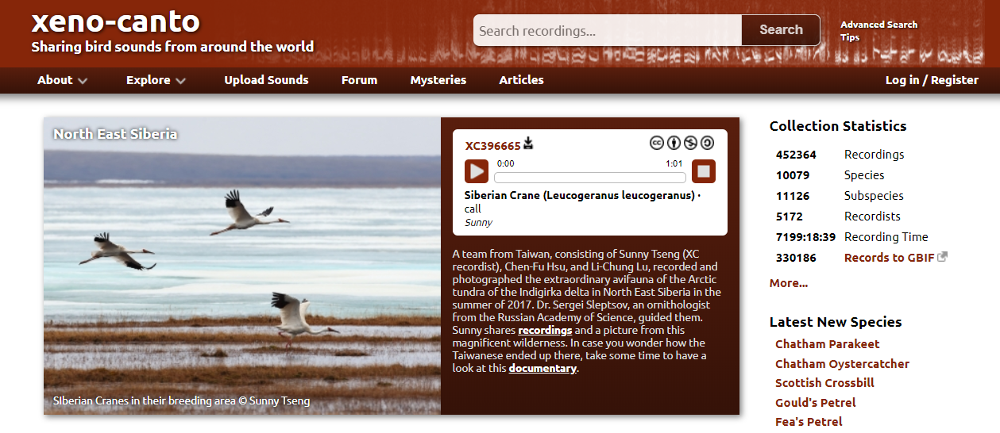 xeno-canto
Sharing bird sounds from around the world
Search recordings...
Search
Advanced Search
Tips
About
Explore
Upload Sounds
Forum
Mysteries
Articles
Log in / Register
North East Siberia
SIberian Cranes in their breeding area © Sunny Tseng
XC396665
0:00
1:01
Siberian Crane (Leucogeranus leucogeranus) ·
call
Sunny
A team from Taiwan, consisting of Sunny Tseng (XC
recordist), Chen-Fu Hsu, and Li-Chung Lu, recorded and
photographed the extraordinary avifauna of the Arctic
tundra of the Indigirka delta in North East Siberia in the
summer of 2017. Dr. Sergei Sleptsov, an ornithologist
from the Russian Academy of Science, guided them.
Sunny shares recordings and a picture from this
magnificent wilderness. In case you wonder how the
Taiwanese ended up there, take some time to have a
look at this documentary.
Collection Statistics
452364 Recordings
10079 Species
11126 Subspecies
5172 Recordists
7199:18:39 Recording Time
330186 Records to GBIF
More...
Latest New Species
Chatham Parakeet
Chatham Oystercatcher
Scottish Crossbill
Gould's Petrel
Fea's Petrel